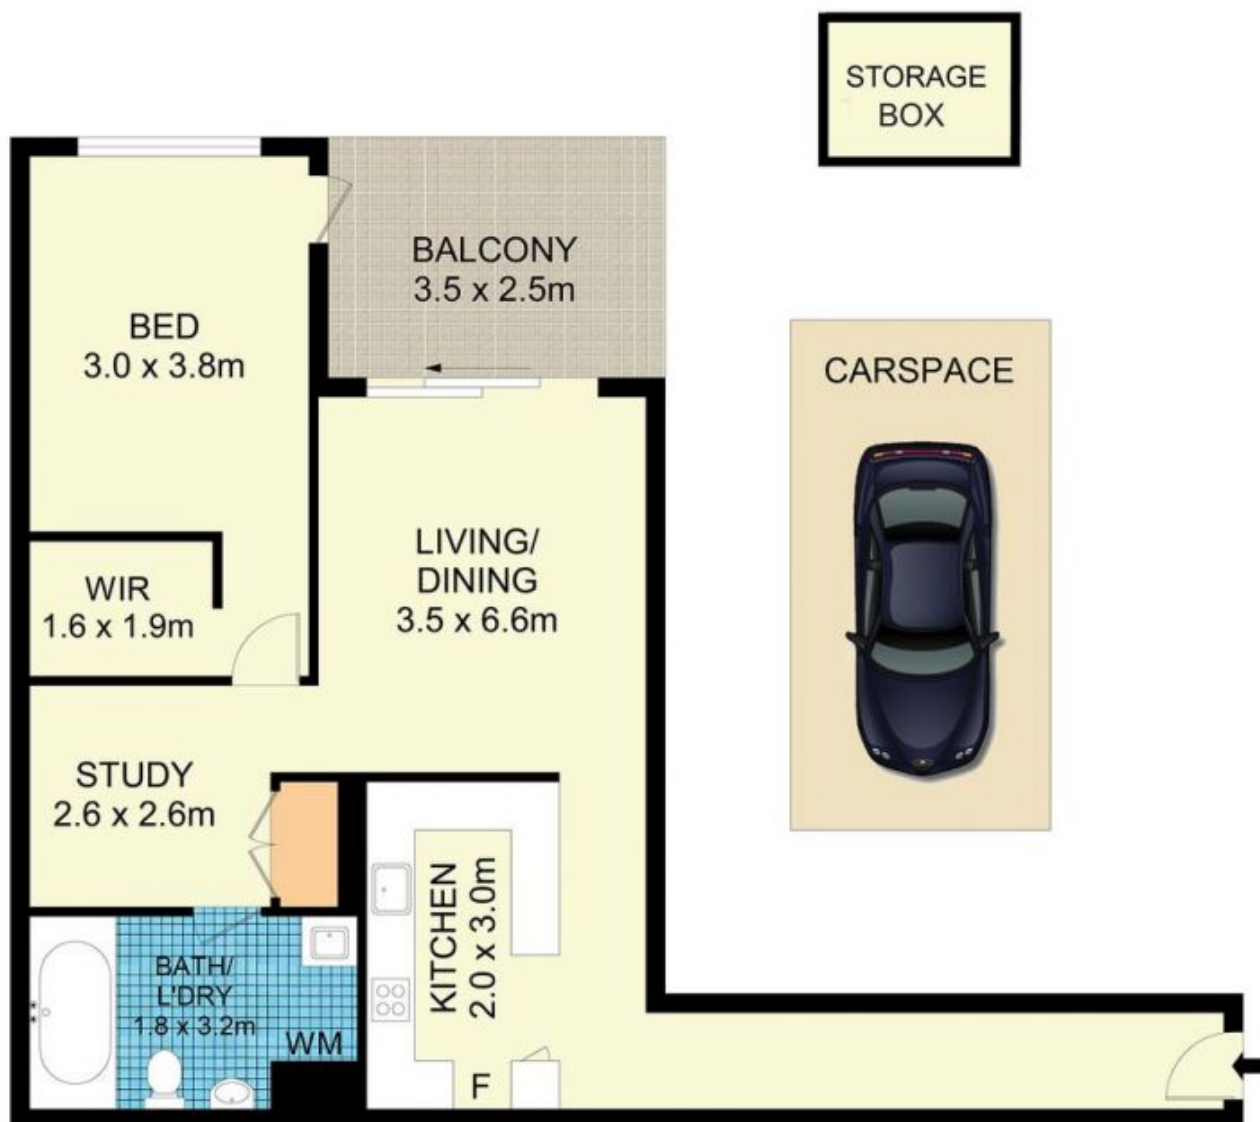 STORAGE
BOX
BALCONY
3.5 x 2.5m
BED
3.0 x 3.8m
CARSPACE
LIVING/
DINING
3.5 x 6.6m
WIR
1.6 x 1.9m
STUDY
2.6 x 2.6m
KITCHEN
2.0 x 3.0m
BATH/
L'DRY
1.8 x 3.2m
WM
F